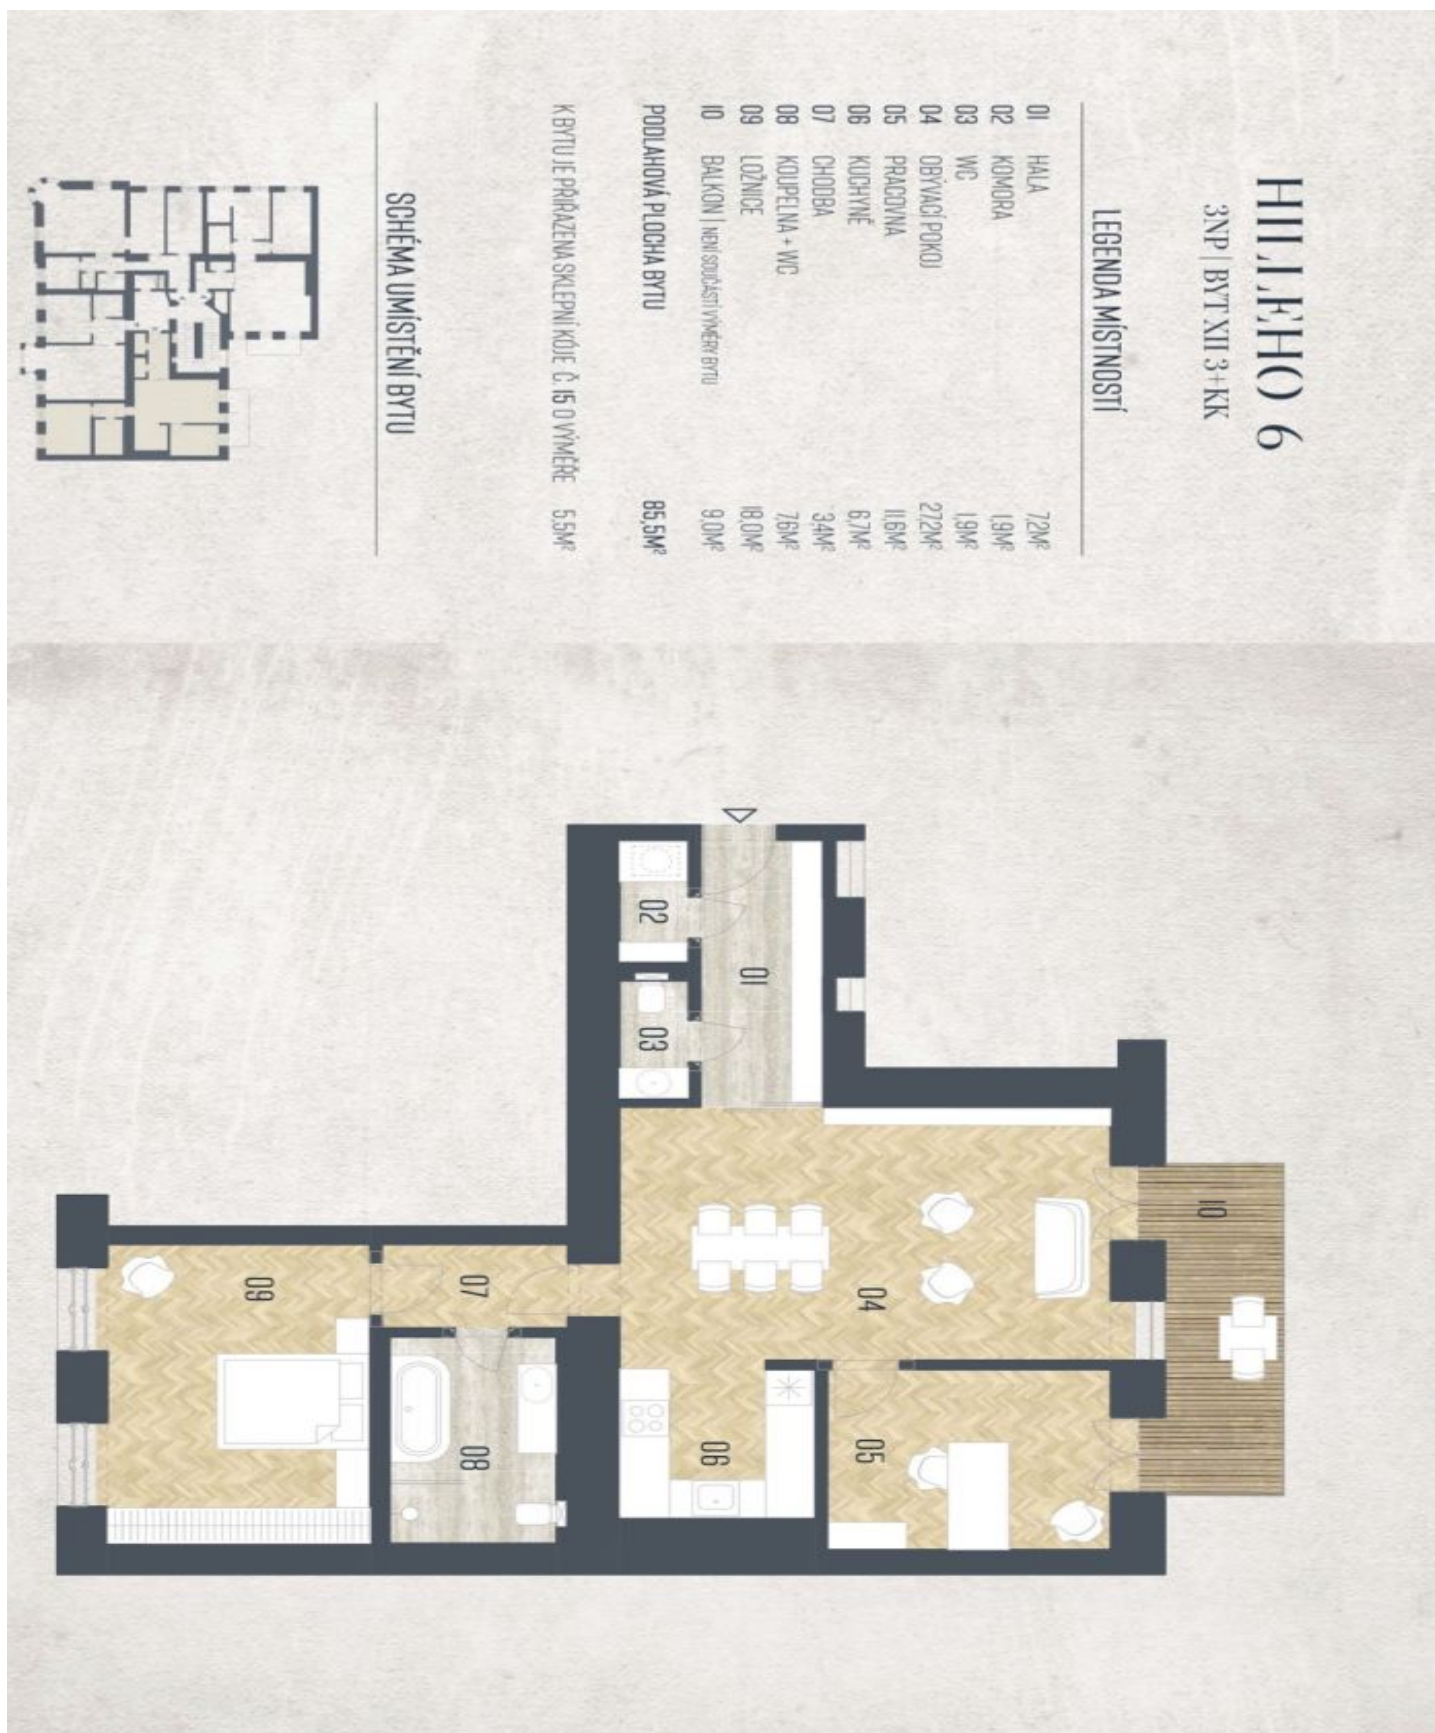 HILLEHO 6
3NP | BYT XII 3+KK
LEGENDA MÍSTNOSTÍ
01 HALA 7,2M²
02 KOMORA 1,9M²
03 WC 1,9M²
04 OBÝVACÍ POKOJ 27,2M²
05 PRACOVNA 11,6M²
06 KUCHYNĚ 6,7M²
07 CHODBA 3,4M²
08 KOUPELNA + WC 7,6M²
09 LOŽNICE 18,0M²
10 BALKON | NENÍ SOUČÁSTÍ VÝMĚRY BYTU 9,0M²
PODLAHOVÁ PLOCHA BYTU 85,5M²
K BYTU JE PŘIŘAZENA SKLEPNÍ KÓJE Č. 15 O VÝMĚŘE 5,5M²
SCHÉMA UMÍSTĚNÍ BYTU
10
04
05
01
06
02
03
07
08
09